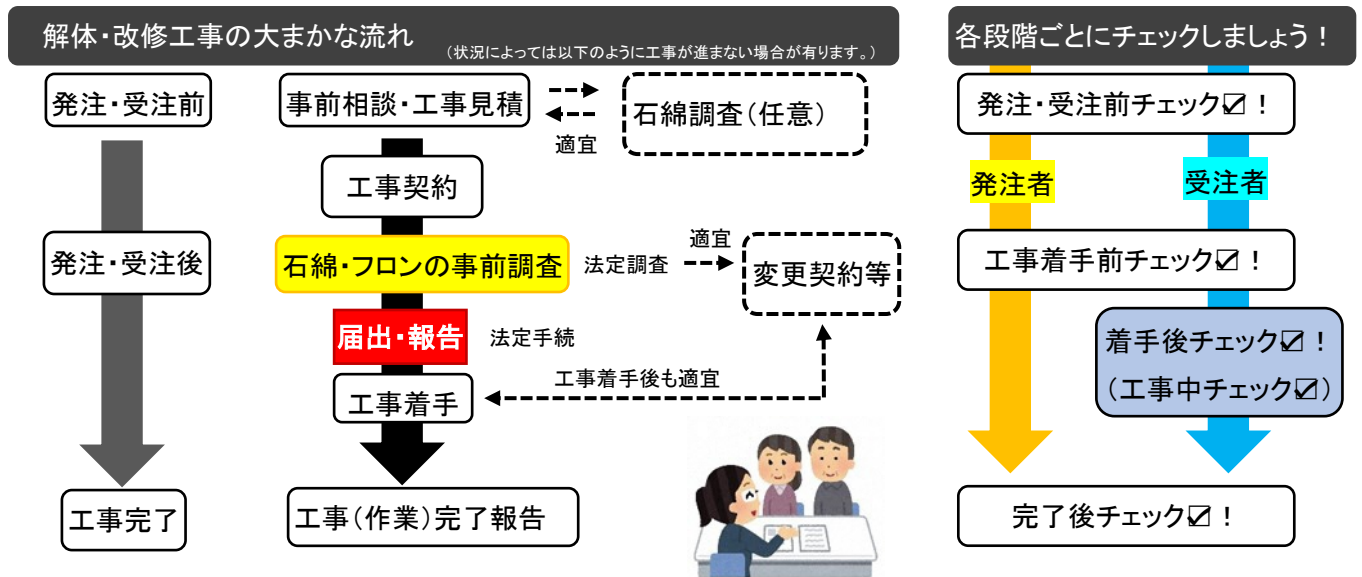 解体・改修工事の大まかな流れ
（状況によっては以下のように工事が進まない場合が有ります。）
発注・受注前
事前相談・工事見積
適宜
石綿調査（任意）
工事契約
発注・受注後
石綿・フロンの事前調査
法定調査
適宜
変更契約等
届出・報告
法定手続
工事着手後も適宜
工事着手
工事完了
工事（作業）完了報告
各段階ごとにチェックしましょう！
発注・受注前チェック☑！
発注者
受注者
工事着手前チェック☑！
着手後チェック☑！
（工事中チェック☑）
完了後チェック☑！